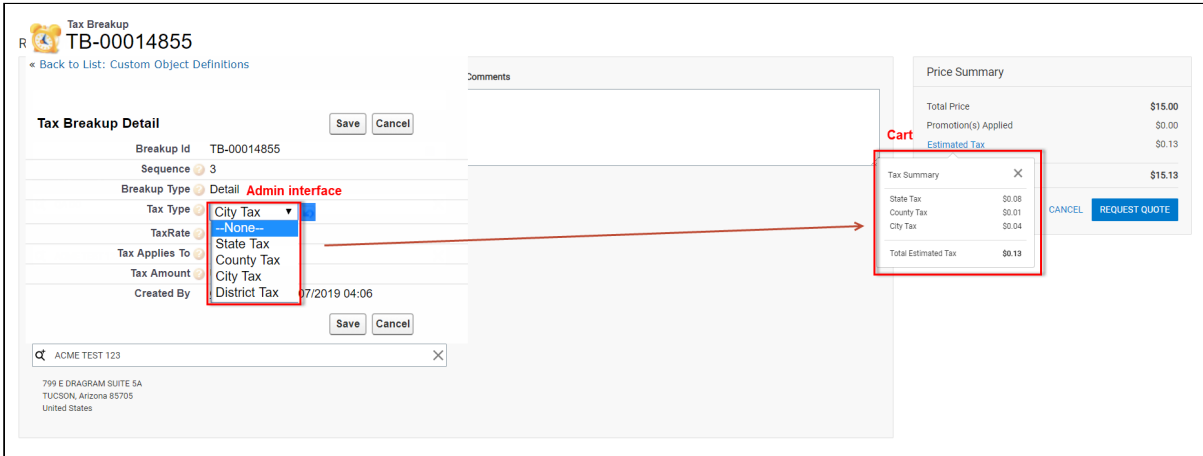 Tax Breakup
R
TB-00014855
« Back to List: Custom Object Definitions
Tax Breakup Detail
Save Cancel
Breakup Id TB-00014855
Sequence ? 3
Breakup Type ? Detail
Admin interface
Tax Type ? City Tax ▼
--None--
State Tax
County Tax
City Tax
District Tax
TaxRate ?
Tax Applies To ?
Tax Amount ?
Created By 07/2019 04:06
Save Cancel
ACME TEST 123
799 E DRAGRAM SUITE 5A
TUCSON, Arizona 85705
United States
Comments
Price Summary
Total Price $15.00
Promotion(s) Applied $0.00
Estimated Tax $0.13
$15.13
CANCEL REQUEST QUOTE
Cart
Tax Summary
State Tax $0.08
County Tax $0.01
City Tax $0.04
Total Estimated Tax $0.13